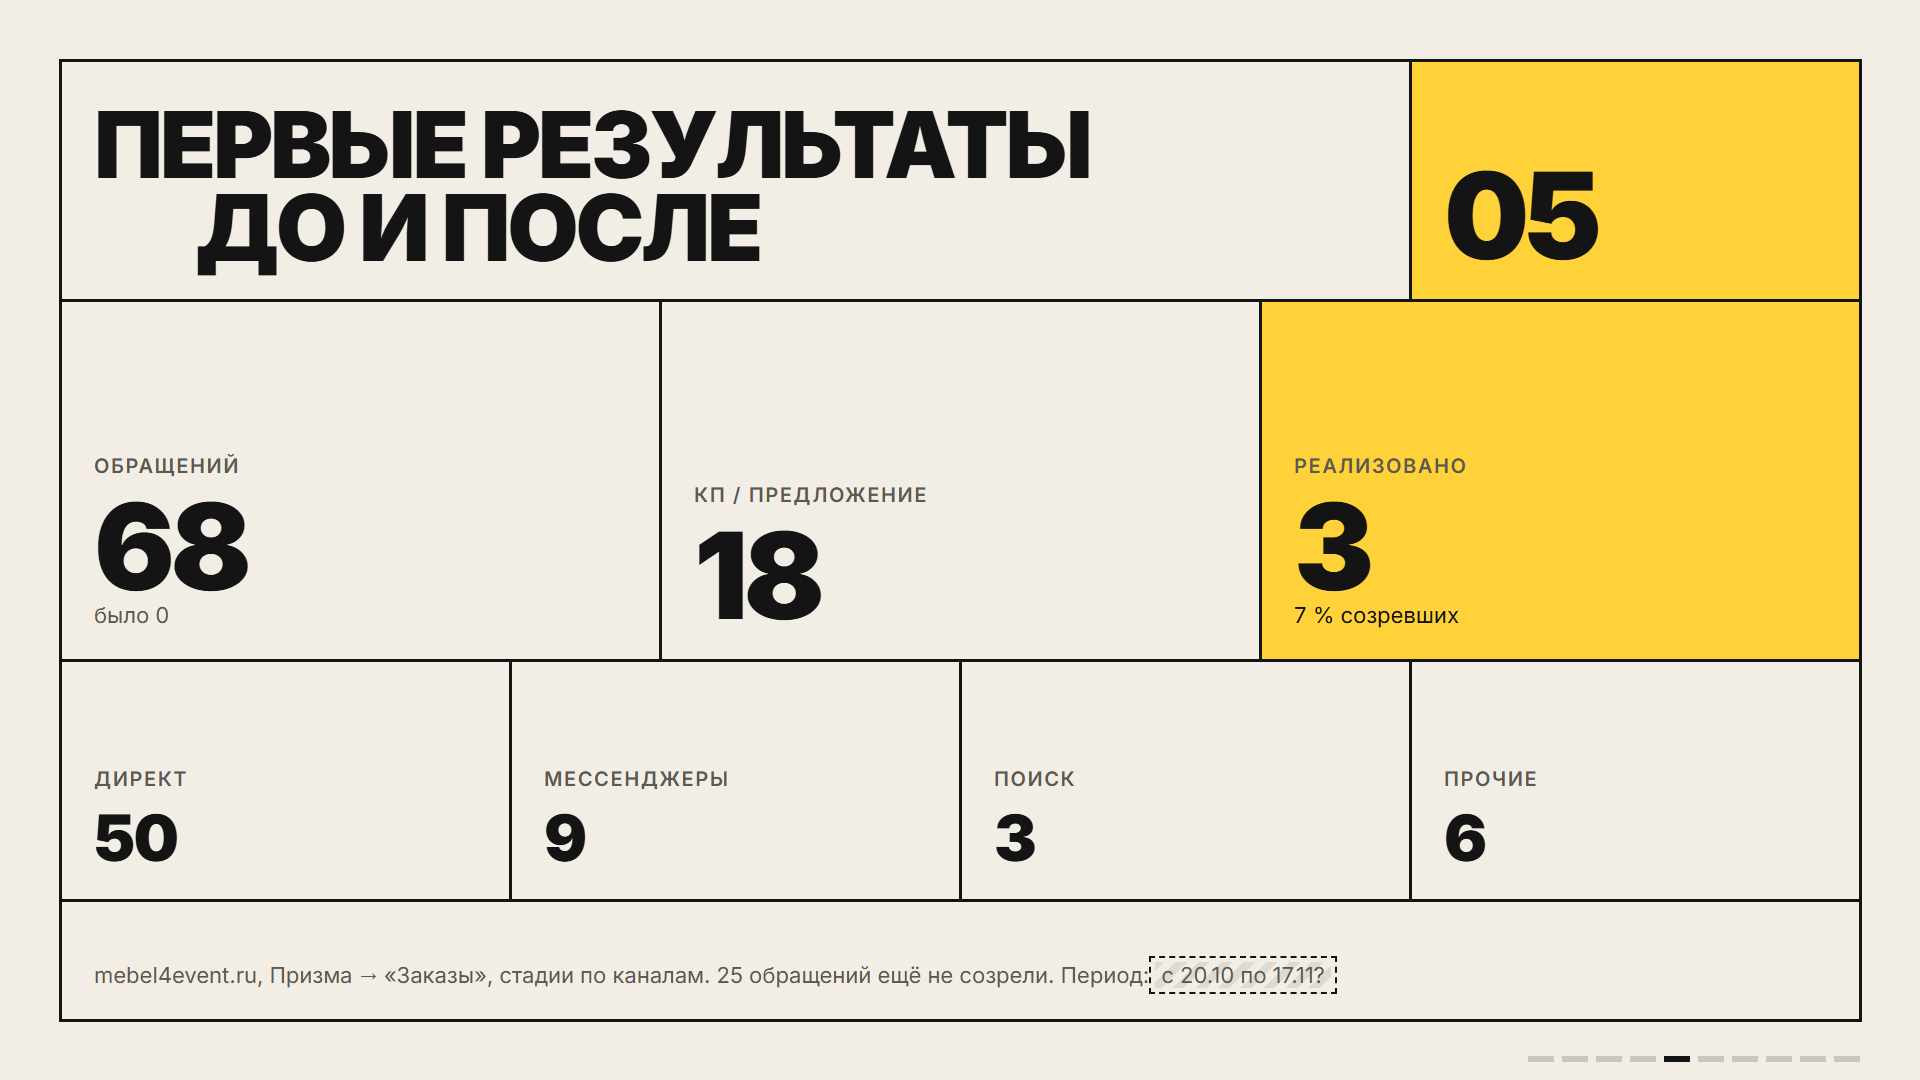 ПЕРВЫЕ РЕЗУЛЬТАТЫ
ДО И ПОСЛЕ
05
ОБРАЩЕНИЙ
68
было 0
КП / ПРЕДЛОЖЕНИЕ
18
РЕАЛИЗОВАНО
3
7 % созревших
ДИРЕКТ
50
МЕССЕНДЖЕРЫ
9
ПОИСК
3
ПРОЧИЕ
6
mebel4event.ru, Призма → «Заказы», стадии по каналам. 25 обращений ещё не созрели. Период: с 20.10 по 17.11?